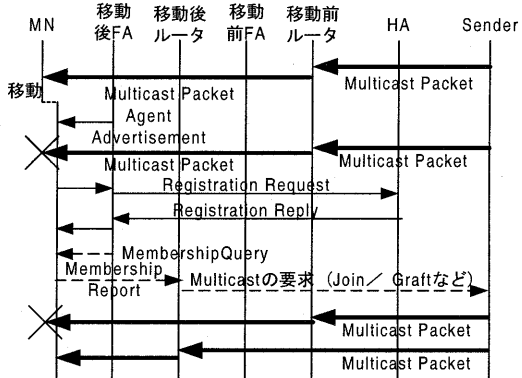 MN
移動
後FA
移動後
ルータ
移動
前FA
移動前
ルータ
HA
Sender
Multicast Packet
Multicast Packet
移動
Agent
Advertisement
Multicast Packet
Multicast Packet
Registration Request
Registration Reply
MembershipQuery
Membership
Report
Multicastの要求（Join／ Graftなど）
Multicast Packet
Multicast Packet